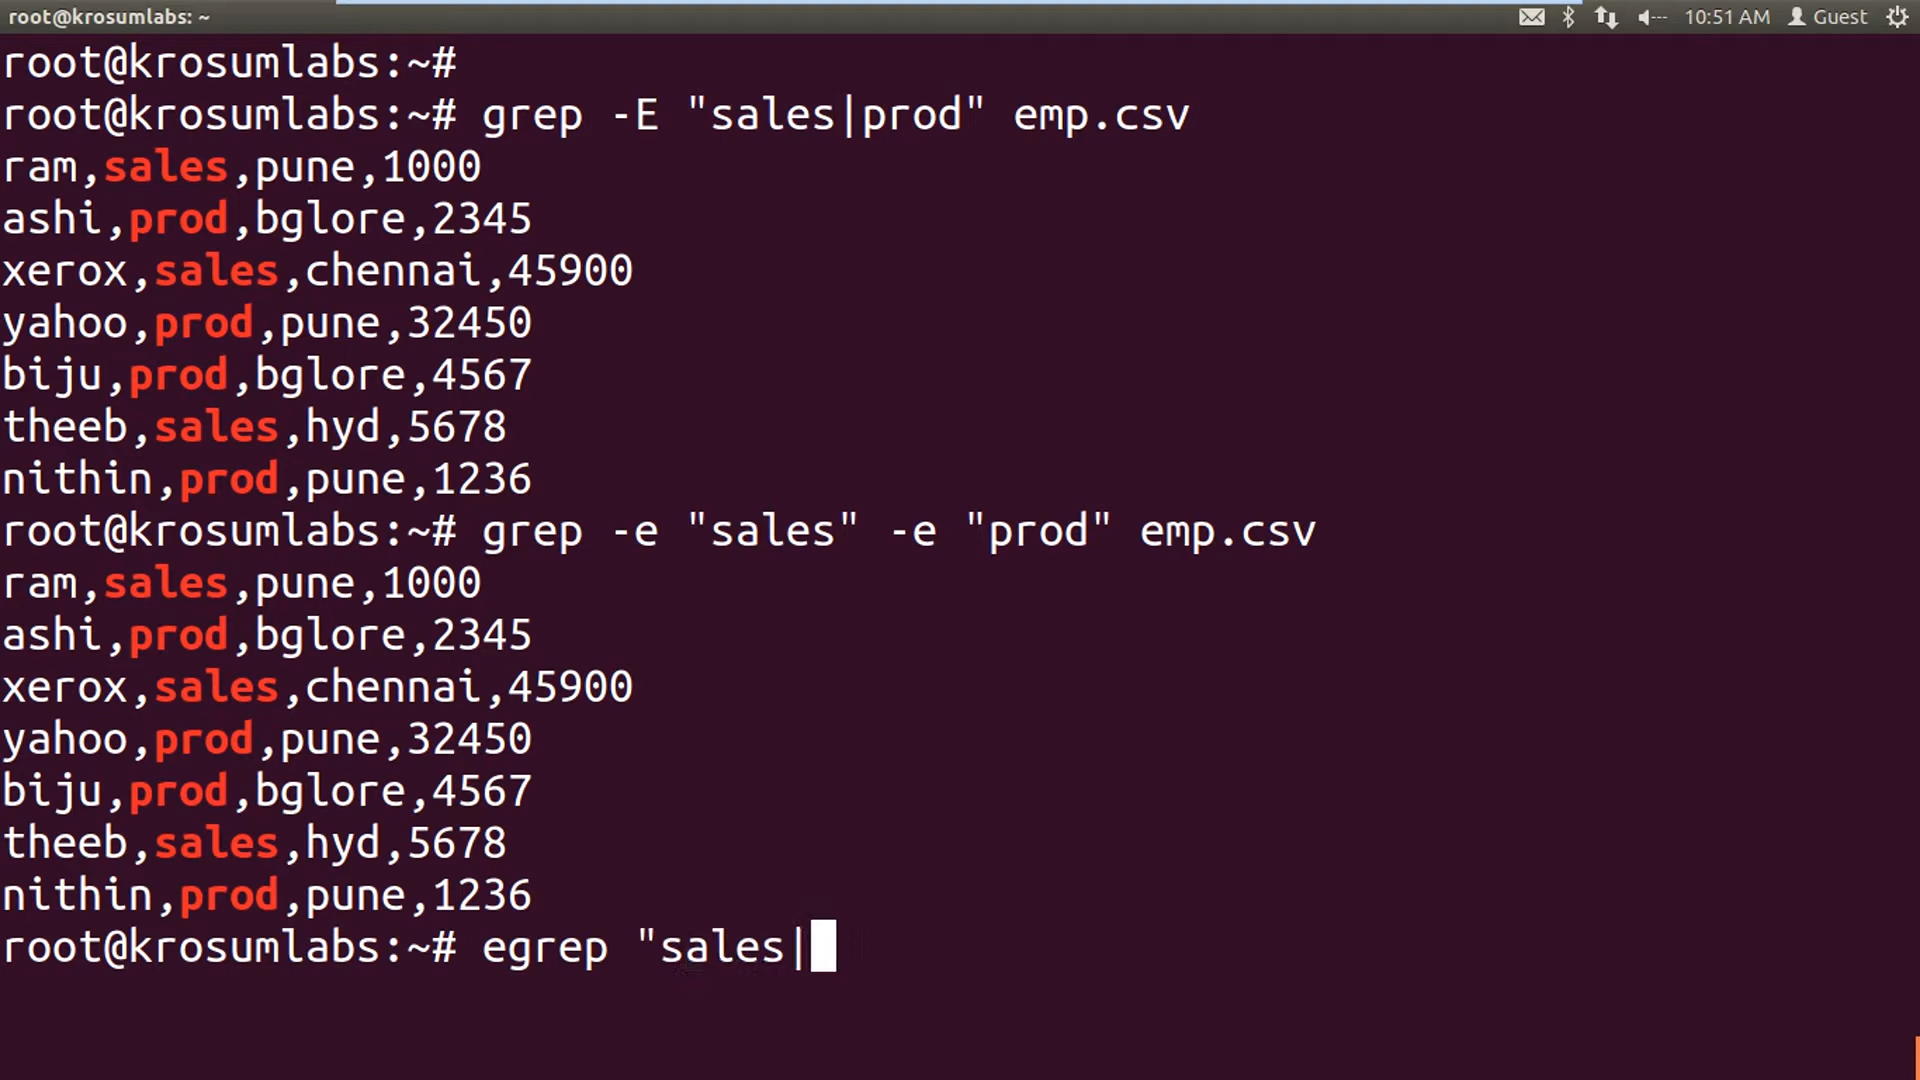 root@krosumlabs: ~
10:51 AM Guest
root@krosumlabs:~#
root@krosumlabs:~# grep -E "sales|prod" emp.csv
ram,sales,pune,1000
ashi,prod,bglore,2345
xerox,sales,chennai,45900
yahoo,prod,pune,32450
biju,prod,bglore,4567
theeb,sales,hyd,5678
nithin,prod,pune,1236
root@krosumlabs:~# grep -e "sales" -e "prod" emp.csv
ram,sales,pune,1000
ashi,prod,bglore,2345
xerox,sales,chennai,45900
yahoo,prod,pune,32450
biju,prod,bglore,4567
theeb,sales,hyd,5678
nithin,prod,pune,1236
root@krosumlabs:~# egrep "sales|